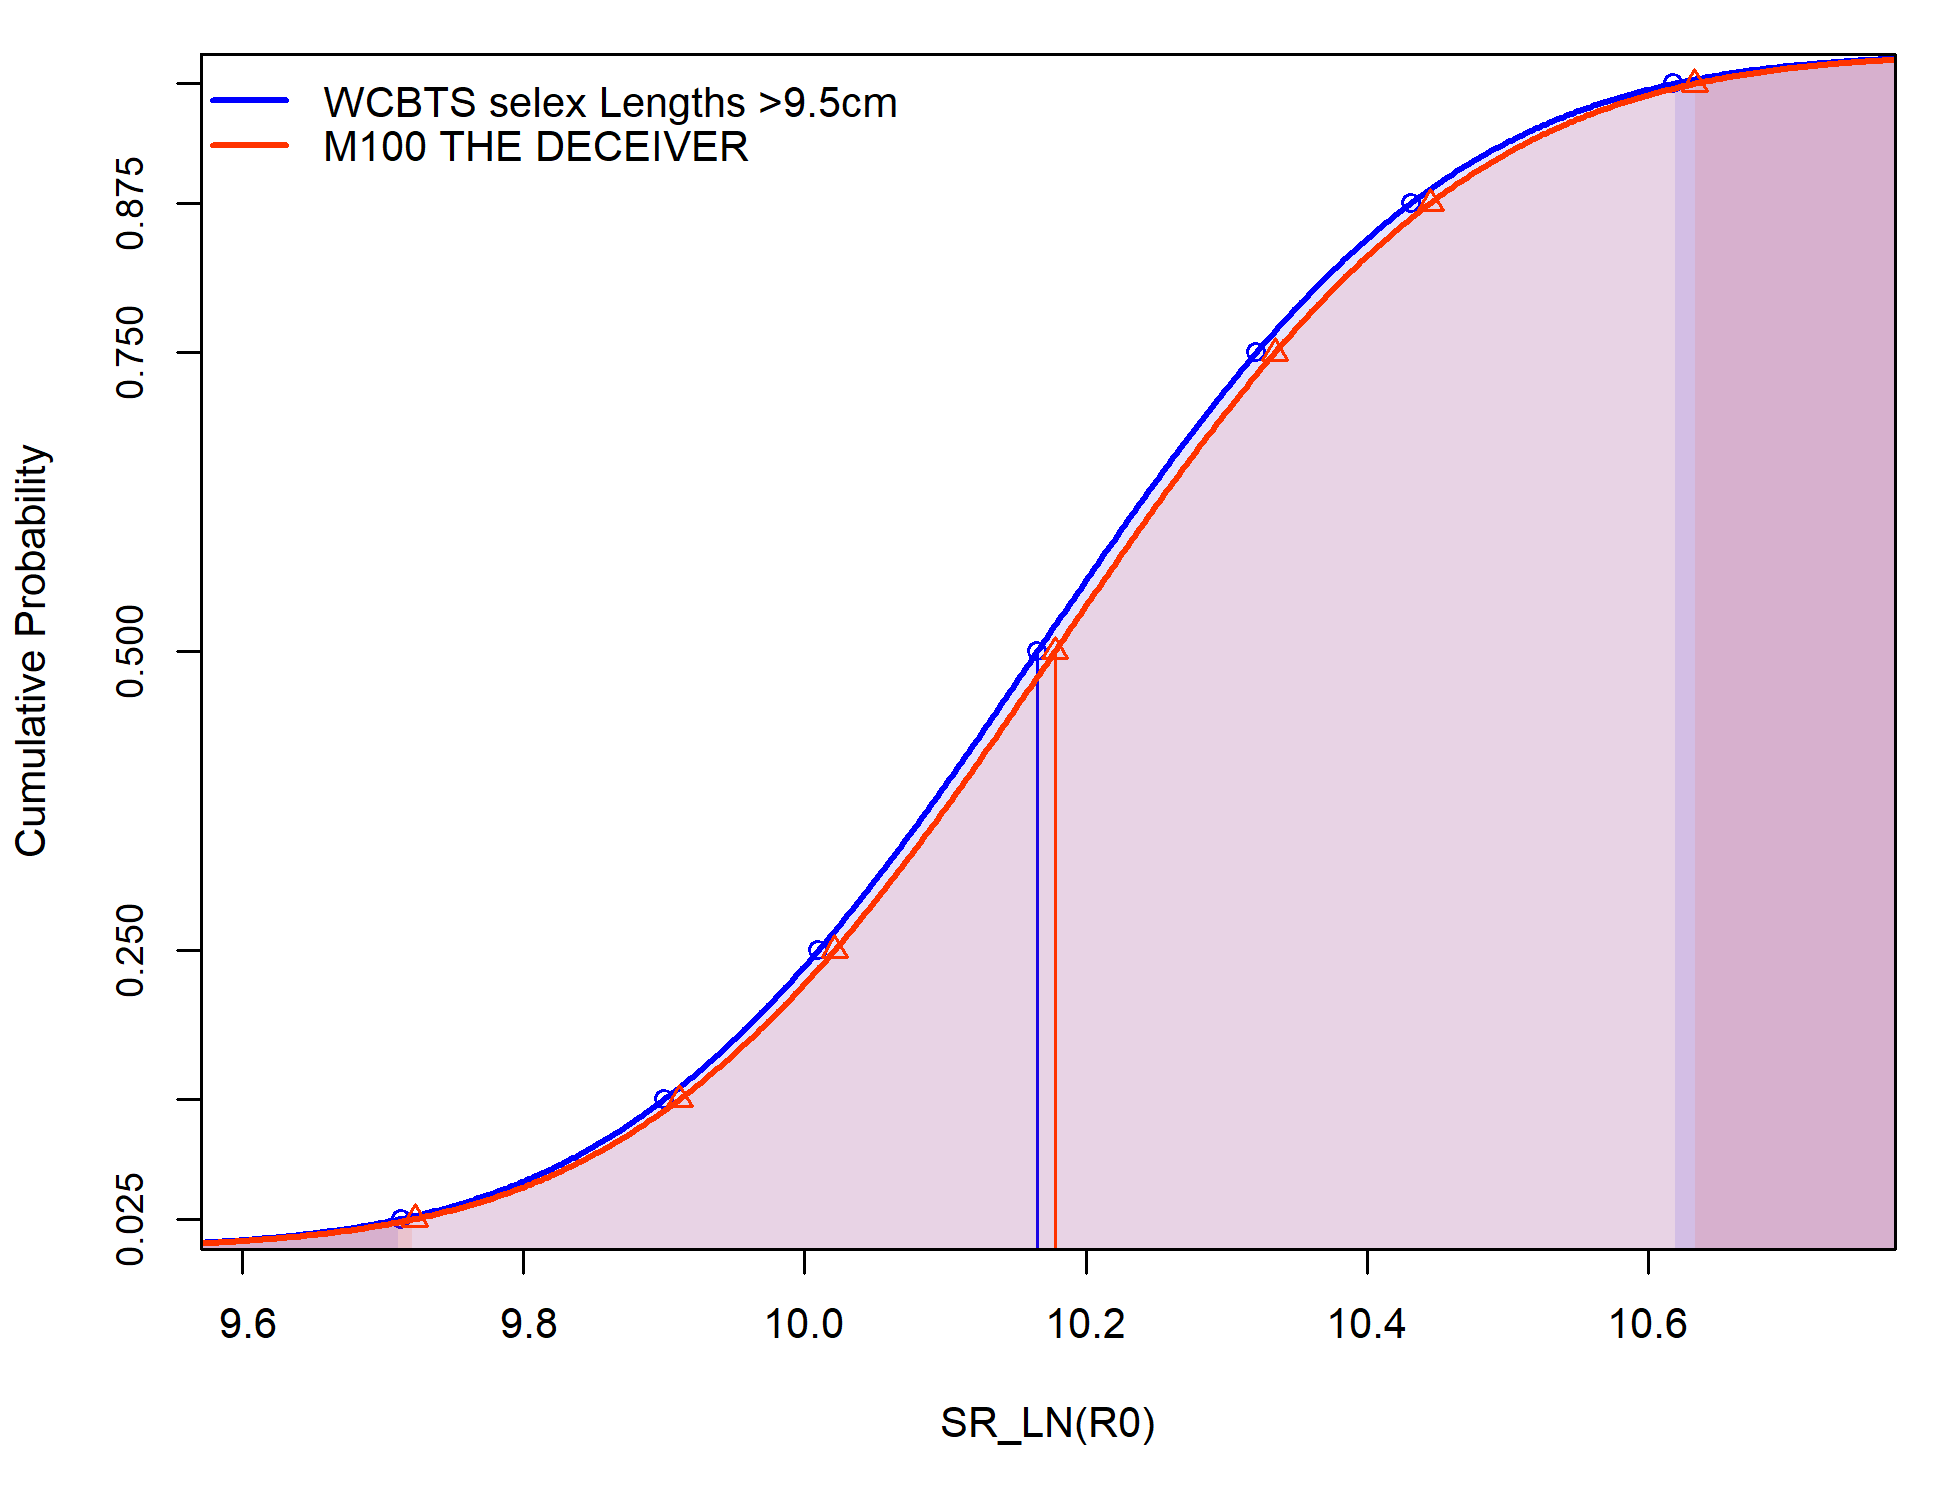 WCBTS selex Lengths >9.5cm
M100 THE DECEIVER
Cumulative Probability
0.875
0.750
0.500
0.250
0.025
9.6 9.8 10.0 10.2 10.4 10.6
SR_LN(R0)